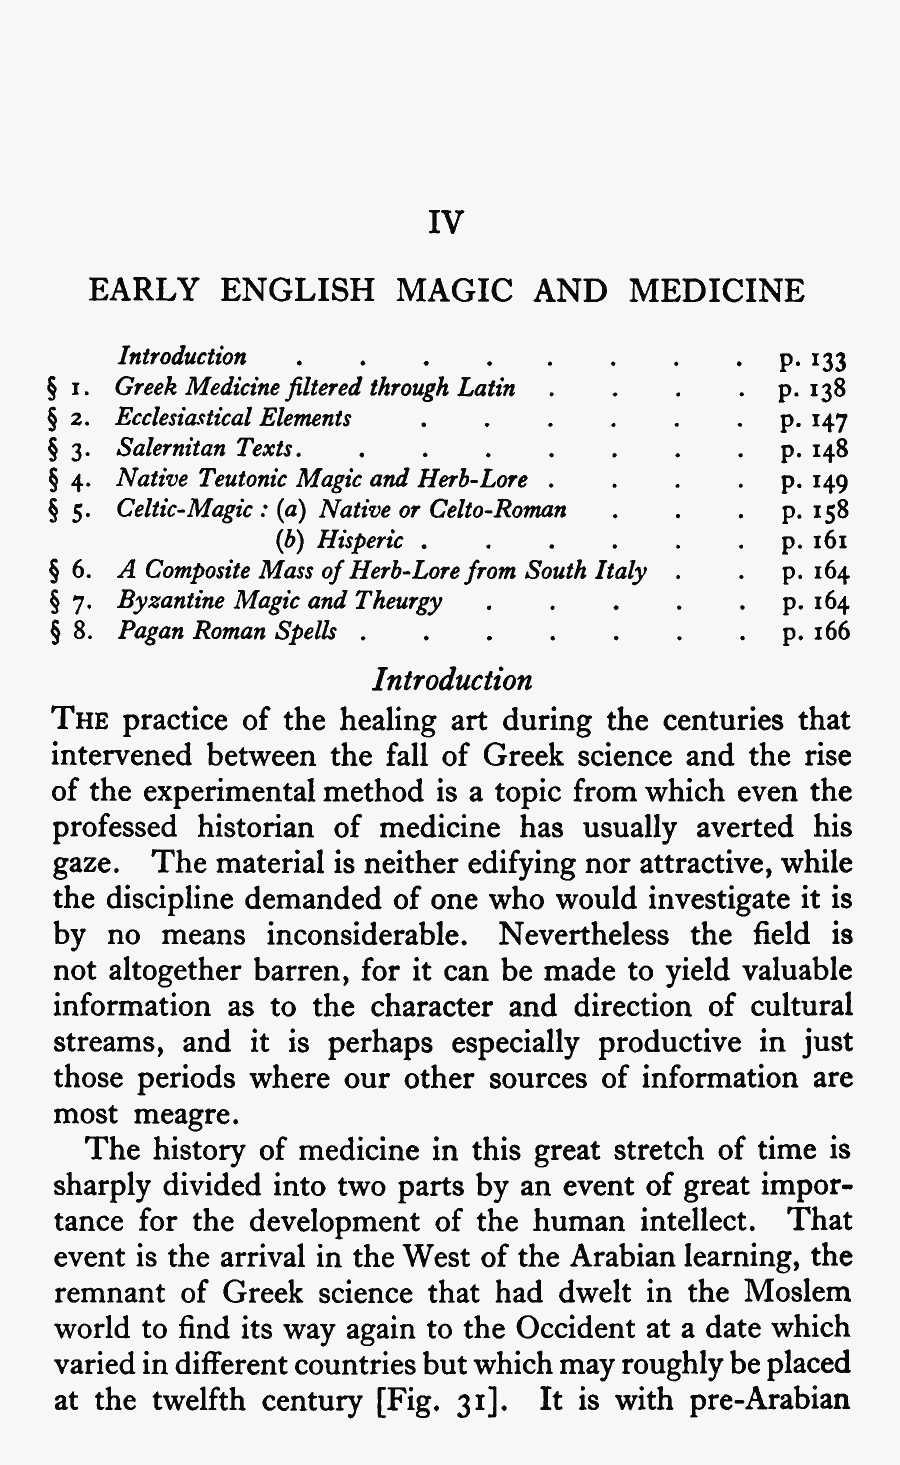 IV
EARLY ENGLISH MAGIC AND MEDICINE
Introduction . . . . . . . . p. 133
§ 1. Greek Medicine filtered through Latin . . . . p. 138
§ 2. Ecclesiastical Elements . . . . . . p. 147
§ 3. Salernitan Texts. . . . . . . . p. 148
§ 4. Native Teutonic Magic and Herb-Lore . . . . p. 149
§ 5. Celtic-Magic : (a) Native or Celto-Roman . . . p. 158
(b) Hisperic . . . . . . p. 161
§ 6. A Composite Mass of Herb-Lore from South Italy . . p. 164
§ 7. Byzantine Magic and Theurgy . . . . . p. 164
§ 8. Pagan Roman Spells . . . . . . . p. 166
Introduction
THE practice of the healing art during the centuries that
intervened between the fall of Greek science and the rise
of the experimental method is a topic from which even the
professed historian of medicine has usually averted his
gaze. The material is neither edifying nor attractive, while
the discipline demanded of one who would investigate it is
by no means inconsiderable. Nevertheless the field is
not altogether barren, for it can be made to yield valuable
information as to the character and direction of cultural
streams, and it is perhaps especially productive in just
those periods where our other sources of information are
most meagre.
The history of medicine in this great stretch of time is
sharply divided into two parts by an event of great impor-
tance for the development of the human intellect. That
event is the arrival in the West of the Arabian learning, the
remnant of Greek science that had dwelt in the Moslem
world to find its way again to the Occident at a date which
varied in different countries but which may roughly be placed
at the twelfth century [Fig. 31]. It is with pre-Arabian